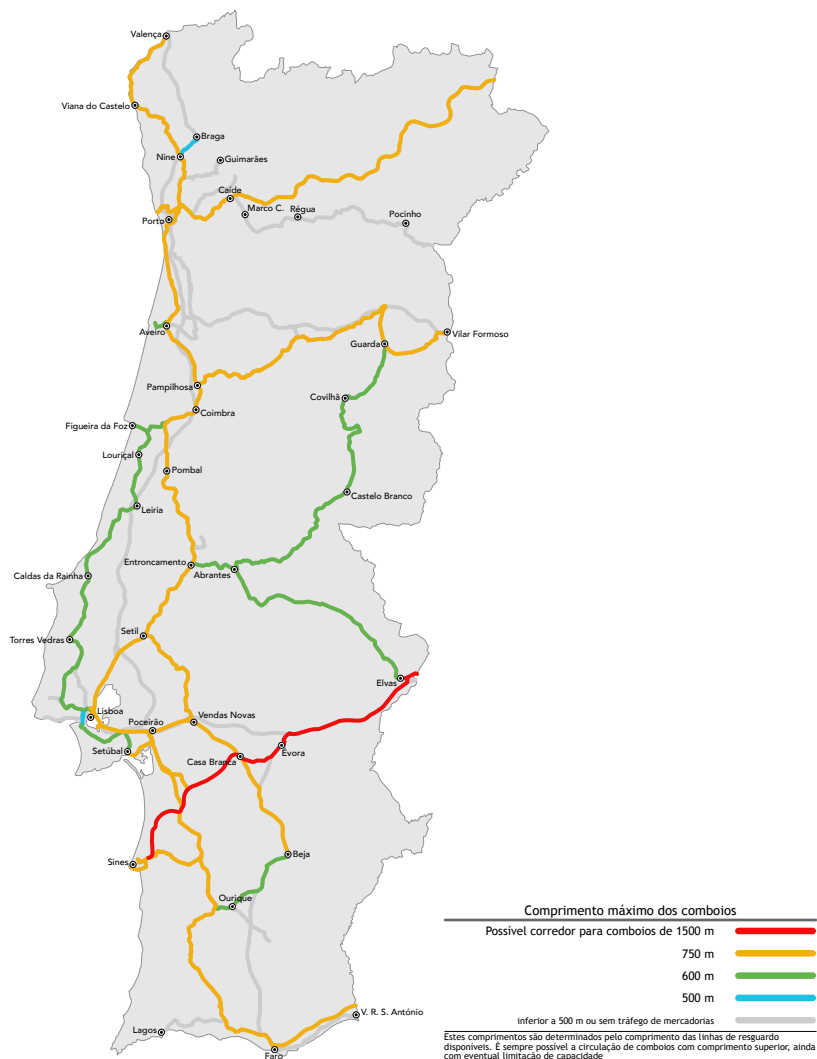 Valença
Viana do Castelo
Braga
Nine
Guimarães
Caíde
Marco C.
Régua
Pocinho
Porto
Aveiro
Vilar Formoso
Guarda
Pampilhosa
Covilhã
Coimbra
Figueira da Foz
Louriçal
Pombal
Castelo Branco
Leiria
Entroncamento
Abrantes
Caldas da Rainha
Setil
Torres Vedras
Elvas
Lisboa
Vendas Novas
Poceirão
Setúbal
Évora
Casa Branca
Sines
Beja
Ourique
V. R. S. António
Lagos
Faro
Comprimento máximo dos comboios
Possível corredor para comboios de 1500 m
750 m
600 m
500 m
inferior a 500 m ou sem tráfego de mercadorias
Estes comprimentos são determinados pelo comprimento das linhas de resguardo
disponíveis. É sempre possível a circulação de comboios com comprimento superior, ainda
com eventual limitação de capacidade